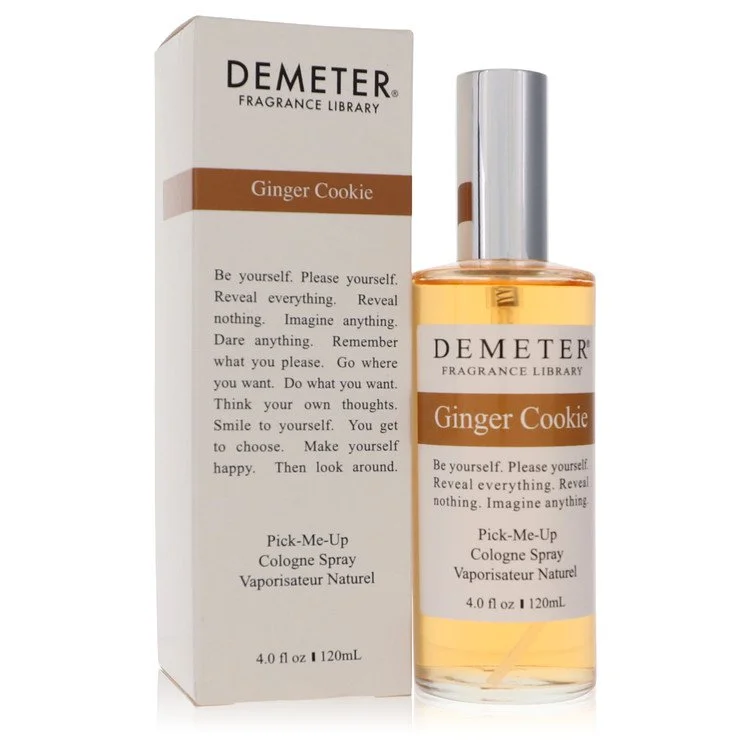 DEMETER®
FRAGRANCE LIBRARY
Ginger Cookie
Be yourself. Please yourself.
Reveal everything. Reveal
nothing. Imagine anything.
Dare anything. Remember
what you please. Go where
you want. Do what you want.
Think your own thoughts.
Smile to yourself. You get
to choose. Make yourself
happy. Then look around.
Pick-Me-Up
Cologne Spray
Vaporisateur Naturel
4.0 fl oz 120mL
DEMETER®
FRAGRANCE LIBRARY
Ginger Cookie
Be yourself. Please yourself.
Reveal everything. Reveal
nothing. Imagine anything.
Pick-Me-Up
Cologne Spray
Vaporisateur Naturel
4.0 fl oz 120mL